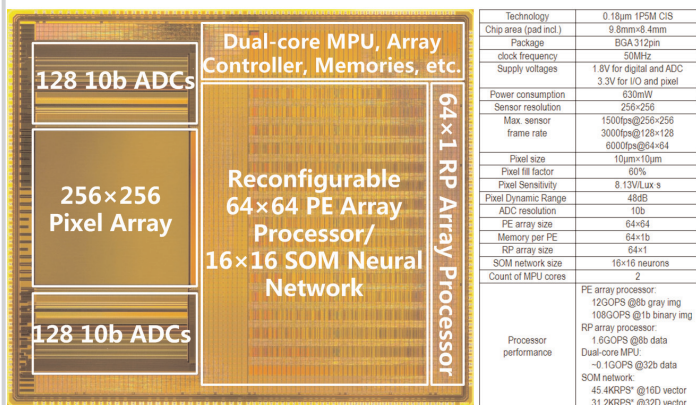 128 10b ADCs
Dual-core MPU, Array
Controller, Memories, etc.
256×256
Pixel Array
Reconfigurable
64×64 PE Array
Processor/
16×16 SOM Neural
Network
64×1 RP Array Processor
128 10b ADCs
Technology 0.18μm 1P5M CIS
Chip area (pad incl.) 9.8mm×8.4mm
Package BGA 312pin
clock frequency 50MHz
Supply voltages 1.8V for digital and ADC
3.3V for I/O and pixel
Power consumption 630mW
Sensor resolution 256×256
Max. sensor 1500fps@256×256
frame rate 3000fps@128×128
6000fps@64×64
Pixel size 10μm×10μm
Pixel fill factor 60%
Pixel Sensitivity 8.13V/Lux·s
Pixel Dynamic Range 48dB
ADC resolution 10b
PE array size 64×64
Memory per PE 64×1b
RP array size 64×1
SOM network size 16×16 neurons
Count of MPU cores 2
Processor
performance
PE array processor:
12GOPS @8b gray img
108GOPS @1b binary img
RP array processor:
1.6GOPS @8b data
Dual-core MPU:
~0.1GOPS @32b data
SOM network:
45.4KRPS* @16D vector
31.2KRPS* @32D vector